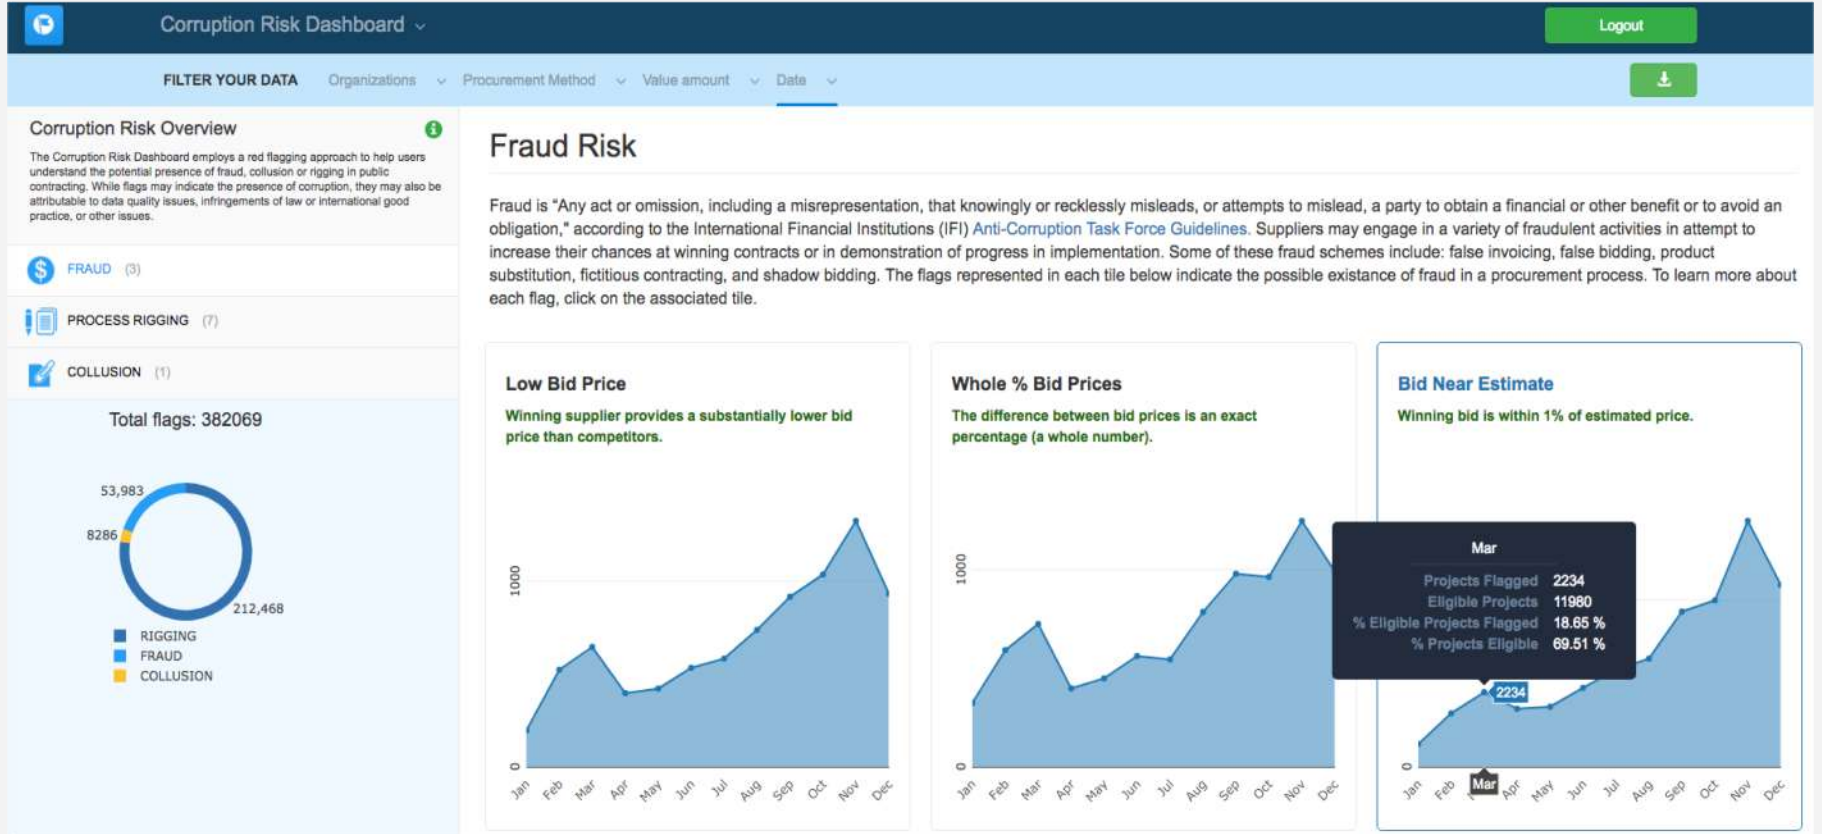 Corruption Risk Dashboard
Logout
FILTER YOUR DATA Organizations Procurement Method Value amount Date
Corruption Risk Overview
The Corruption Risk Dashboard employs a red flagging approach to help users
understand the potential presence of fraud, collusion or rigging in public
contracting. While flags may indicate the presence of corruption, they may also be
attributable to data quality issues, infringements of law or international good
practice, or other issues.
FRAUD (3)
PROCESS RIGGING (7)
COLLUSION (1)
Total flags: 382069
53,983
8286
212,468
RIGGING
FRAUD
COLLUSION
Fraud Risk
Fraud is "Any act or omission, including a misrepresentation, that knowingly or recklessly misleads, or attempts to mislead, a party to obtain a financial or other benefit or to avoid an
obligation," according to the International Financial Institutions (IFI) Anti-Corruption Task Force Guidelines. Suppliers may engage in a variety of fraudulent activities in attempt to
increase their chances at winning contracts or in demonstration of progress in implementation. Some of these fraud schemes include: false invoicing, false bidding, product
substitution, fictitious contracting, and shadow bidding. The flags represented in each tile below indicate the possible existance of fraud in a procurement process. To learn more about
each flag, click on the associated tile.
Low Bid Price
Winning supplier provides a substantially lower bid
price than competitors.
1000
0
Jan Feb Mar Apr May Jun Jul Aug Sep Oct Nov Dec
Whole % Bid Prices
The difference between bid prices is an exact
percentage (a whole number).
1000
0
Jan Feb Mar Apr May Jun Jul Aug Sep Oct Nov Dec
Bid Near Estimate
Winning bid is within 1% of estimated price.
Mar
Projects Flagged 2234
Eligible Projects 11980
% Eligible Projects Flagged 18.65 %
% Projects Eligible 69.51 %
2234
0
Jan Feb Mar Apr May Jun Jul Aug Sep Oct Nov Dec